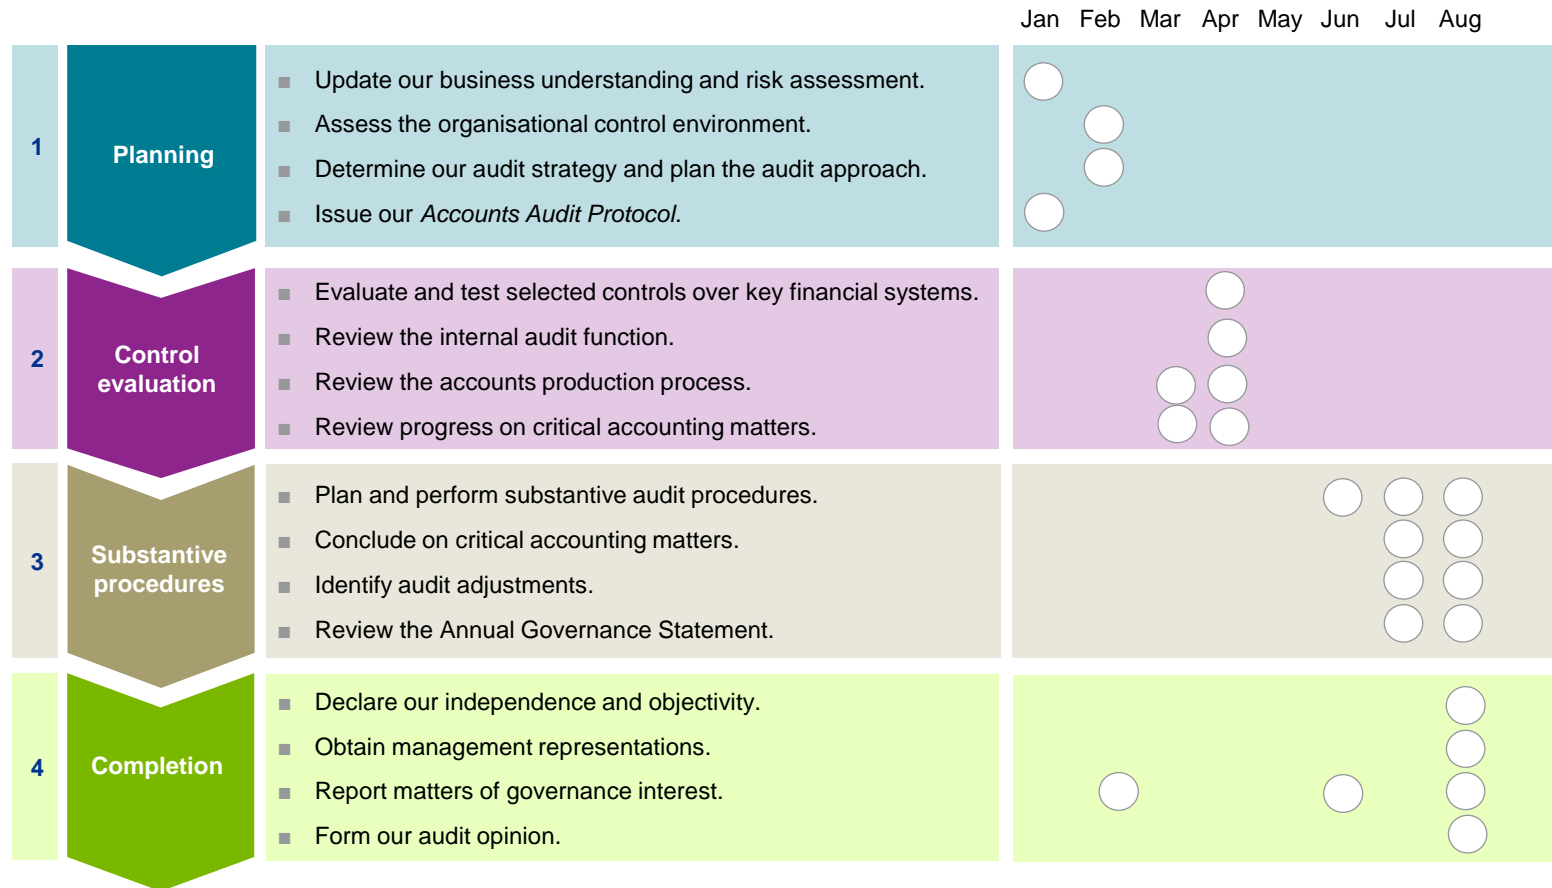 Jan Feb Mar Apr May Jun Jul Aug
1
Planning
■ Update our business understanding and risk assessment.
■ Assess the organisational control environment.
■ Determine our audit strategy and plan the audit approach.
■ Issue our Accounts Audit Protocol.
2
Control
evaluation
■ Evaluate and test selected controls over key financial systems.
■ Review the internal audit function.
■ Review the accounts production process.
■ Review progress on critical accounting matters.
3
Substantive
procedures
■ Plan and perform substantive audit procedures.
■ Conclude on critical accounting matters.
■ Identify audit adjustments.
■ Review the Annual Governance Statement.
4
Completion
■ Declare our independence and objectivity.
■ Obtain management representations.
■ Report matters of governance interest.
■ Form our audit opinion.